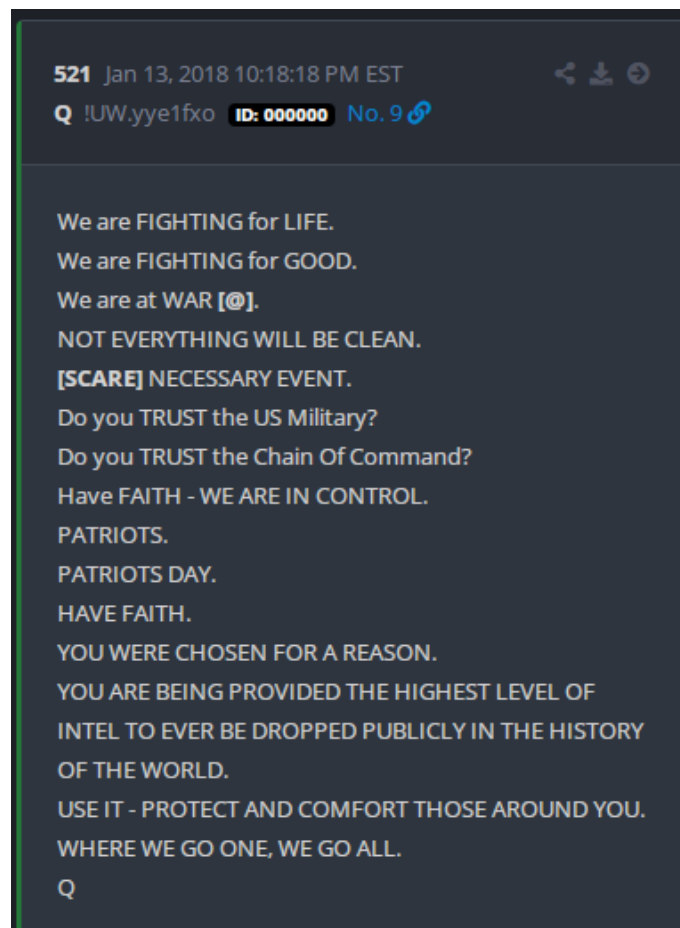 521 Jan 13, 2018 10:18:18 PM EST
Q !UW.yye1fxo ID: 000000 No. 9
We are FIGHTING for LIFE.
We are FIGHTING for GOOD.
We are at WAR [@].
NOT EVERYTHING WILL BE CLEAN.
[SCARE] NECESSARY EVENT.
Do you TRUST the US Military?
Do you TRUST the Chain Of Command?
Have FAITH - WE ARE IN CONTROL.
PATRIOTS.
PATRIOTS DAY.
HAVE FAITH.
YOU WERE CHOSEN FOR A REASON.
YOU ARE BEING PROVIDED THE HIGHEST LEVEL OF
INTEL TO EVER BE DROPPED PUBLICLY IN THE HISTORY
OF THE WORLD.
USE IT - PROTECT AND COMFORT THOSE AROUND YOU.
WHERE WE GO ONE, WE GO ALL.
Q